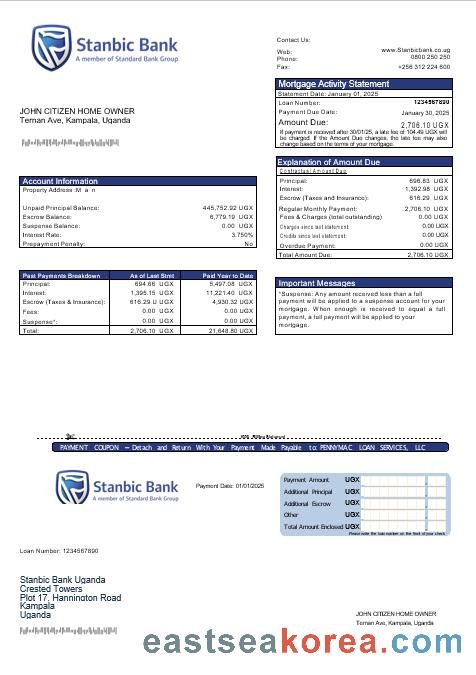 Stanbic Bank
A member of Standard Bank Group
Contact Us:
Web: www.Stanbicbank.co.ug
Phone: 0800 250 250
Fax: +256 312 224 600
Mortgage Activity Statement
Statement Date: January 01, 2025
Loan Number: 1234567890
Payment Due Date: January 30, 2025
Amount Due: 2,706.10 UGX
If payment is received after 30/01/25, a late fee of 104.49 UGX will
be charged. If the Amount Due changes, the late fee may also
change based on the terms of your mortgage.
JOHN CITIZEN HOME OWNER
Ternan Ave, Kampala, Uganda
Explanation of Amount Due
Contractual Amount Due
Principal: 696.83 UGX
Interest: 1,392.98 UGX
Escrow (Taxes and Insurance): 616.29 UGX
Regular Monthly Payment: 2,706.10 UGX
Fees & Charges (total outstanding) 0.00 UGX
Charges since last statement: 0.00 UGX
Credits since last statement: 0.00 UGX
Overdue Payment: 0.00 UGX
Total Amount Due: 2,706.10 UGX
Account Information
Property Address :M a n
Unpaid Principal Balance: 445,752.92 UGX
Escrow Balance: 6,779.19 UGX
Suspense Balance: 0.00 UGX
Interest Rate: 3.750%
Prepayment Penalty: No
Past Payments Breakdown As of Last Stmt Paid Year to Date
Principal: 694.66 UGX 5,497.08 UGX
Interest: 1,395.15 UGX 11,221.40 UGX
Escrow (Taxes & Insurance): 616.29 U GX 4,930.32 UGX
Fees: 0.00 UGX 0.00 UGX
Suspense*: 0.00 UGX 0.00 UGX
Total: 2,706.10 UGX 21,648.80 UGX
Important Messages
*Suspense: Any amount received less than a full
payment will be applied to a suspense account for your
mortgage. When enough is received to equal a full
payment, a full payment will be applied to your
mortgage.
PAYMENT COUPON – Detach and Return With Your Payment Made Payable to: PENNYMAC LOAN SERVICES, LLC
Stanbic Bank
A member of Standard Bank Group
Payment Date: 01/01/2025
Payment Amount UGX
Additional Principal UGX
Additional Escrow UGX
Other UGX
Total Amount Enclosed UGX
Please write the loan number on the front of your check
Loan Number: 1234567890
Stanbic Bank Uganda
Crested Towers
Plot 17, Hannington Road
Kampala
Uganda
JOHN CITIZEN HOME OWNER
Ternan Ave, Kampala, Uganda
eastseakorea.com